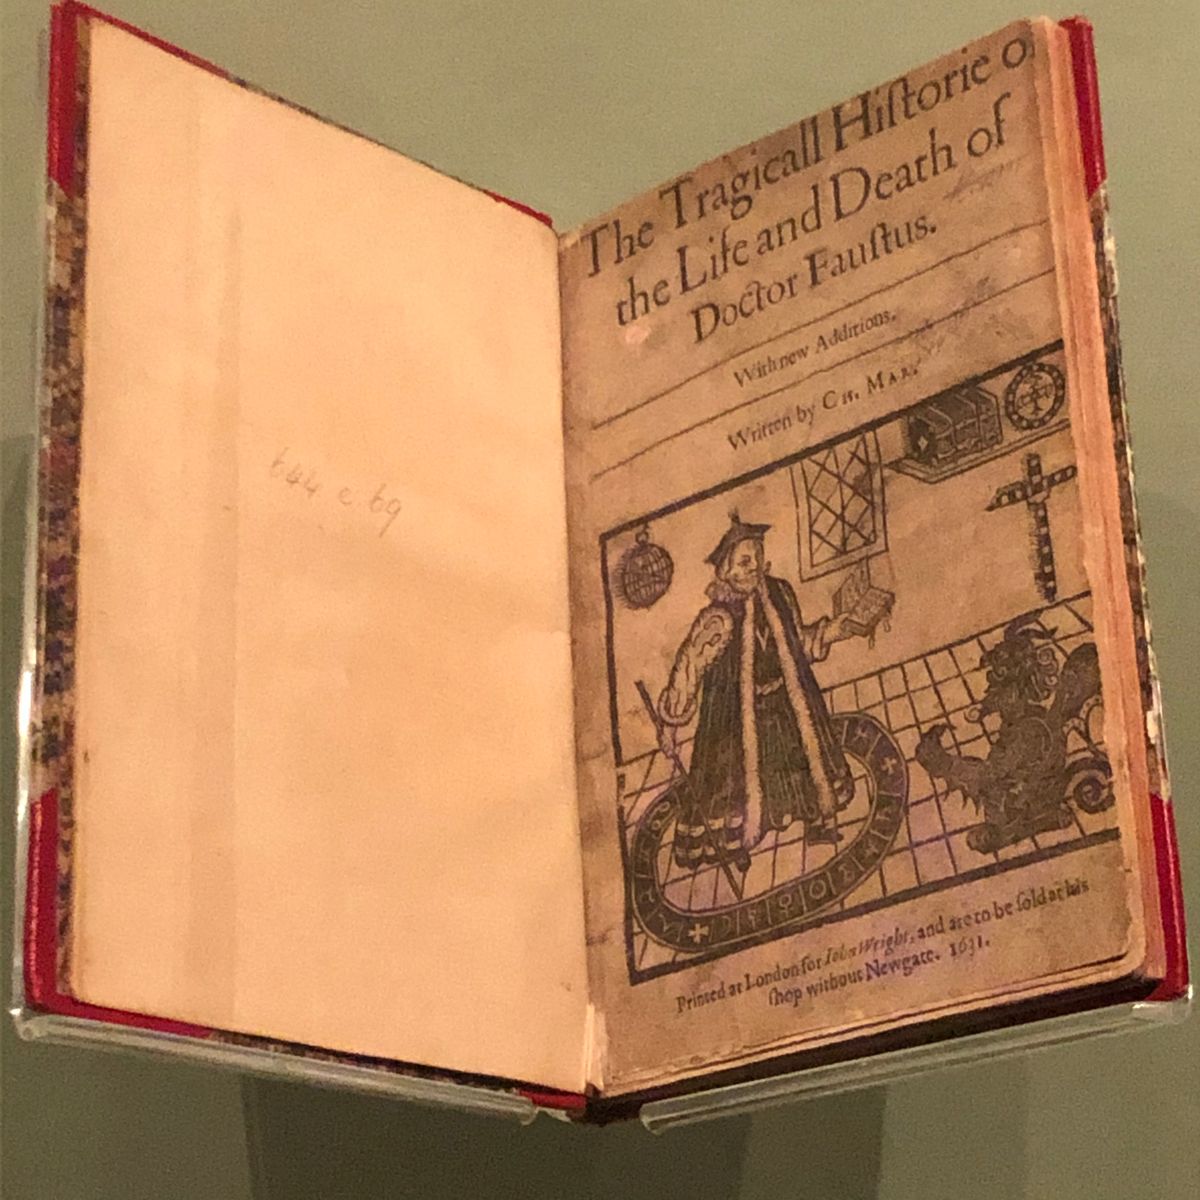 644 c. 69
The Tragicall Hiſtorie o
the Life and Death of
Doctor Fauſtus.
With new Additions.
Written by CH. MAR.
Printed at London for Iohn Wright, and are to be ſold at his
ſhop without Newgate. 1631.